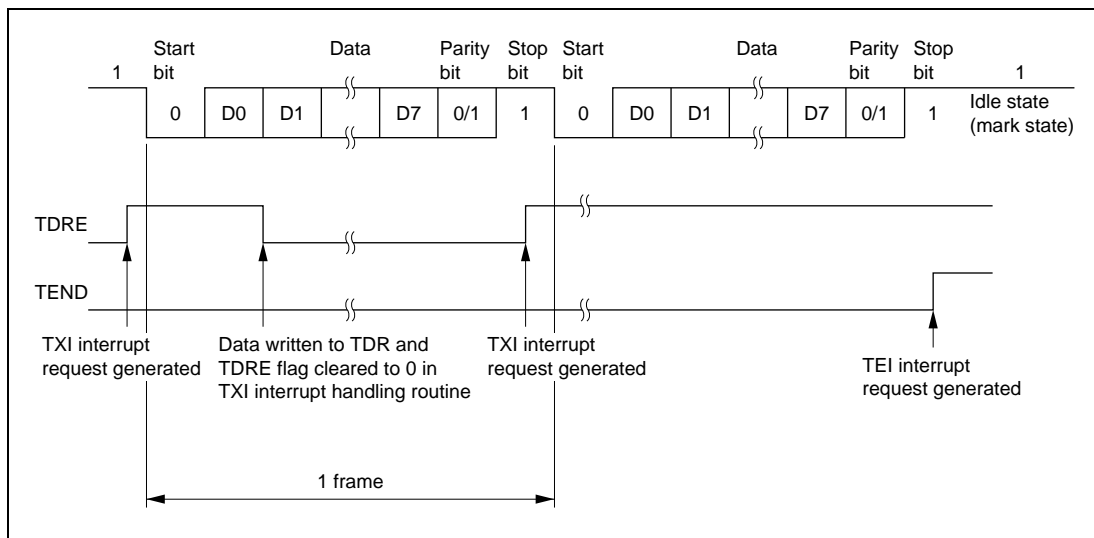 Start bit Data Parity bit Stop bit Start bit Data Parity bit Stop bit
1 1
0 D0 D1 D7 0/1 1 0 D0 D1 D7 0/1 1 Idle state (mark state)
TDRE
TEND
TXI interrupt request generated
Data written to TDR and
TDRE flag cleared to 0 in
TXI interrupt handling routine
TXI interrupt request generated
TEI interrupt request generated
1 frame